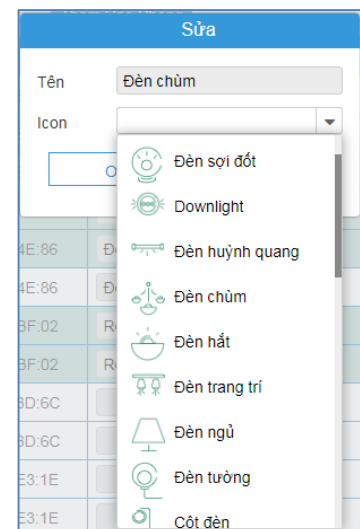 Sửa
Tên
Đèn chùm
Icon
Đèn sợi đốt
Downlight
4E:86
Đèn huỳnh quang
4E:86
Đèn chùm
BF:02
Đèn hắt
BF:02
Đèn trang trí
BD:6C
BD:6C
Đèn ngủ
E3:1E
Đèn tường
E3:1E
Cột đèn